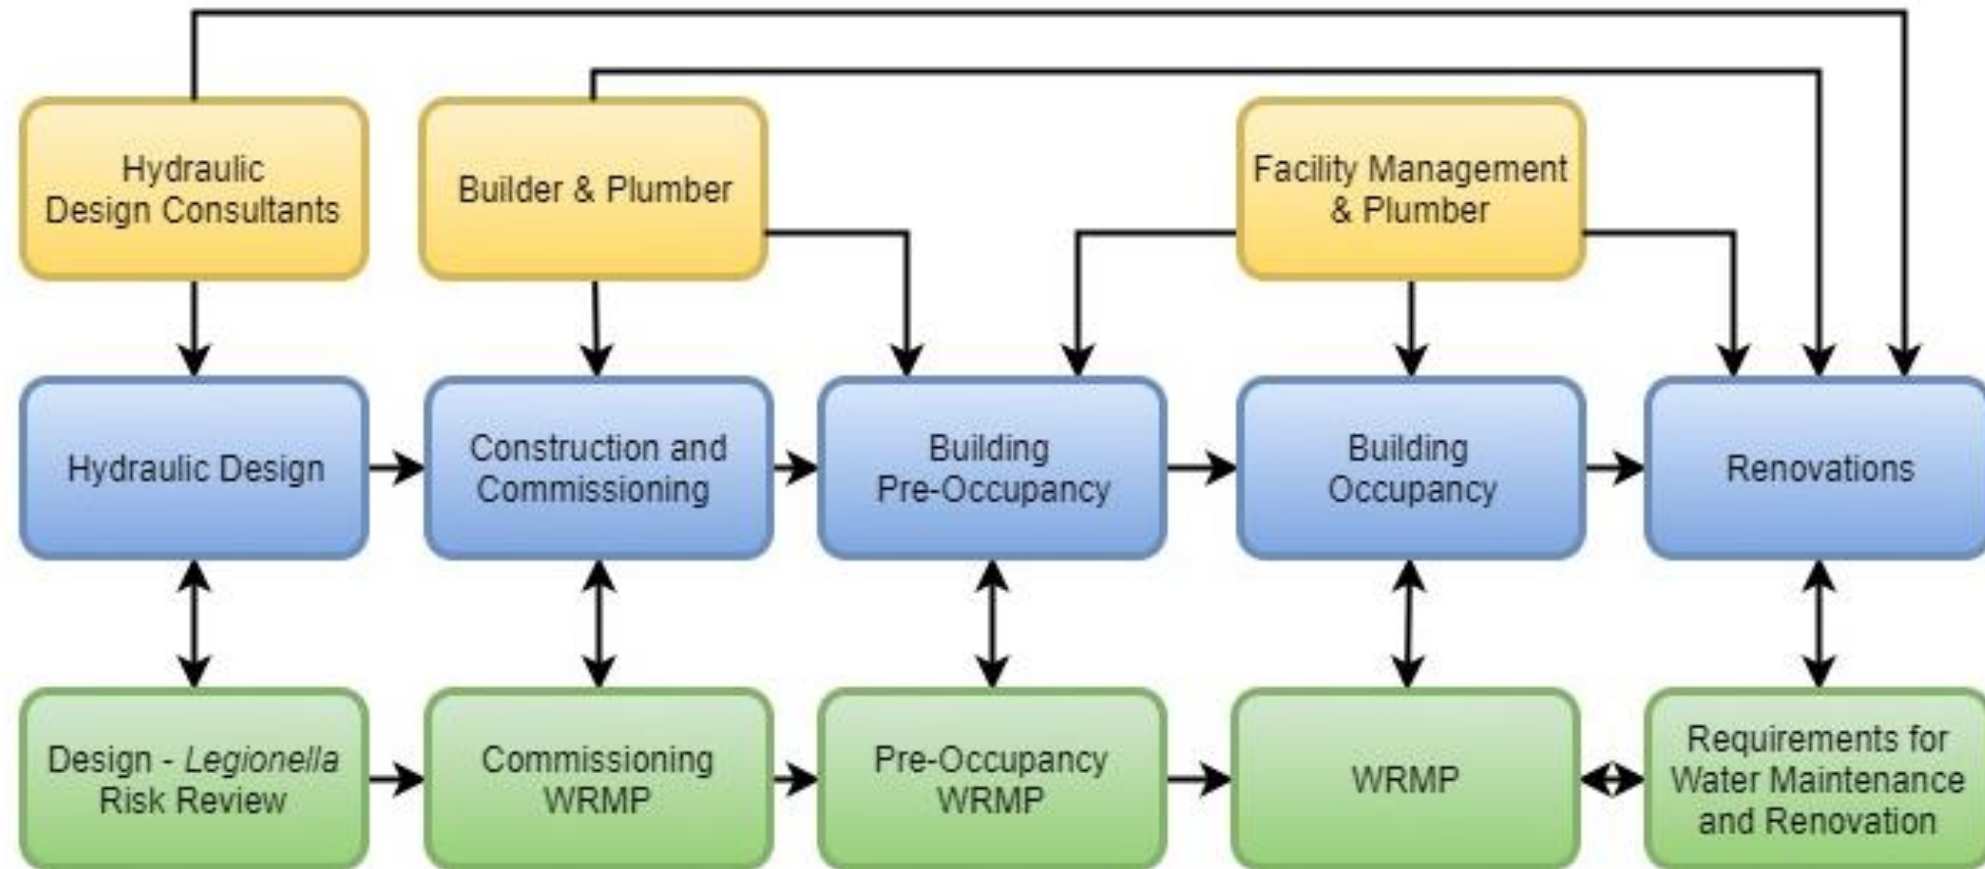 Hydraulic
Design Consultants
Builder & Plumber
Facility Management
& Plumber
Hydraulic Design
Construction and
Commissioning
Building
Pre-Occupancy
Building
Occupancy
Renovations
Design - Legionella
Risk Review
Commissioning
WRMP
Pre-Occupancy
WRMP
WRMP
Requirements for
Water Maintenance
and Renovation